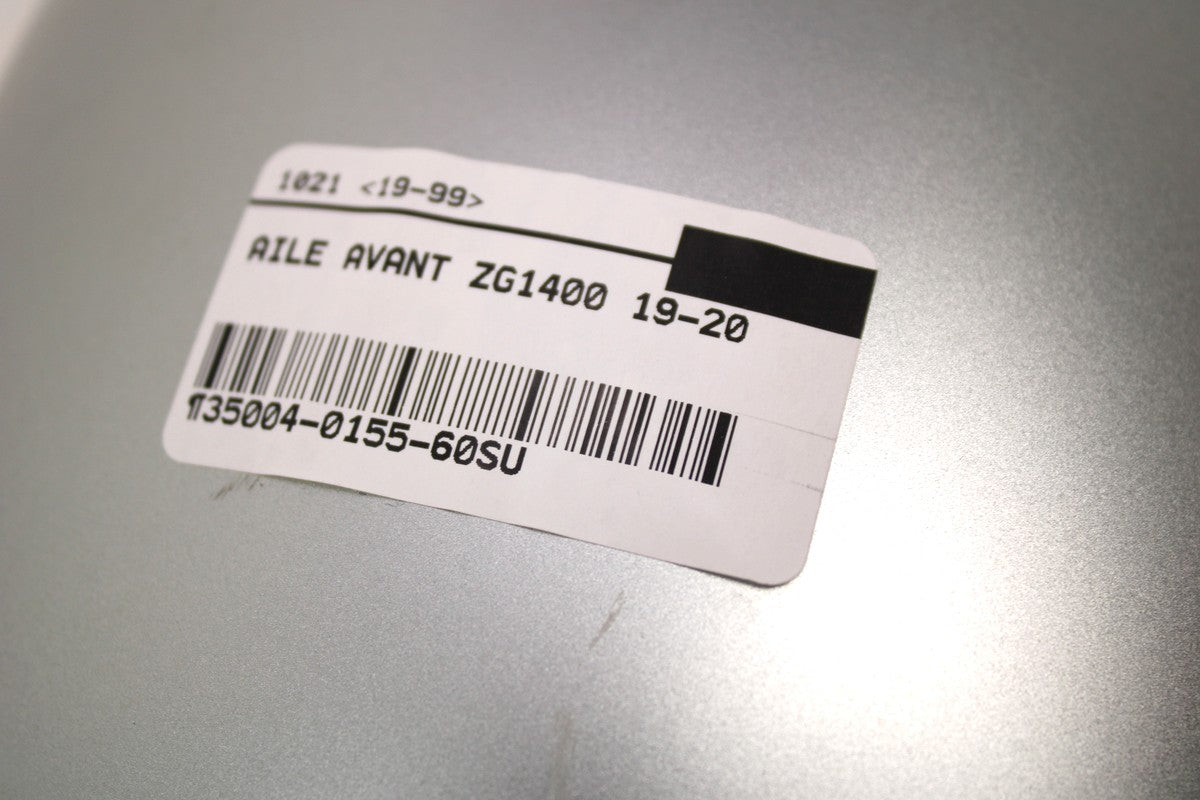 1021 <19-99>
AILE AVANT ZG1400 19-20
¶35004-0155-60SU